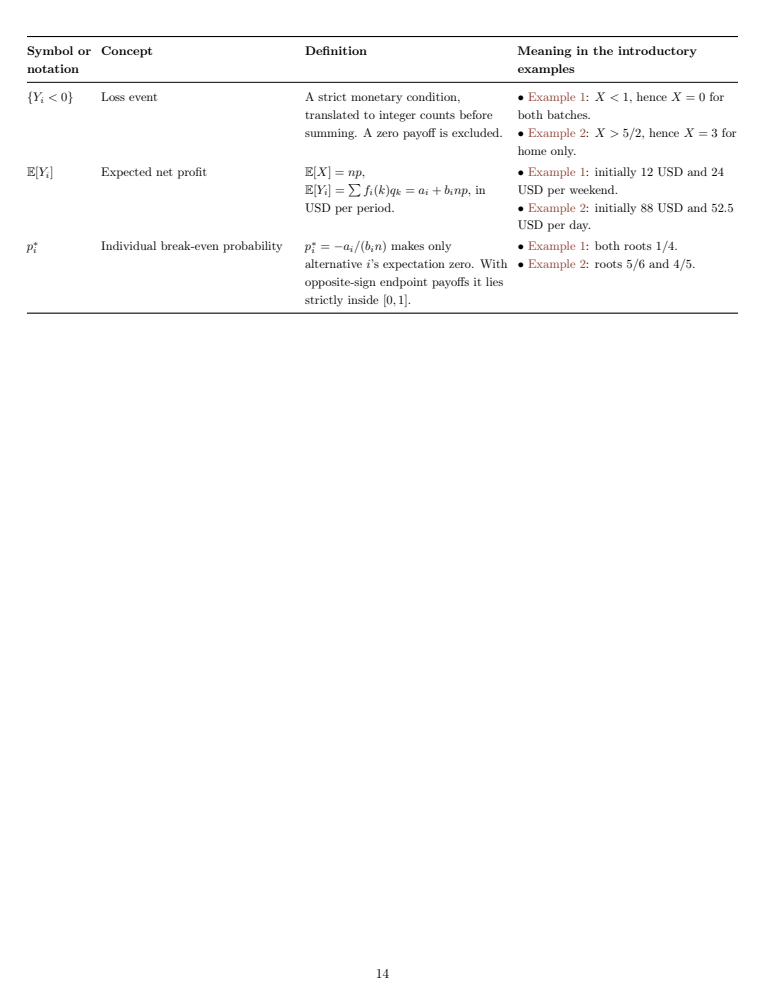 Symbol or notation Concept Definition Meaning in the introductory examples
{Y_i < 0} Loss event A strict monetary condition, translated to integer counts before summing. A zero payoff is excluded. • Example 1: X < 1, hence X = 0 for both batches.
• Example 2: X > 5/2, hence X = 3 for home only.
𝔼[Y_i] Expected net profit 𝔼[X] = np,
𝔼[Y_i] = ∑ f_i(k)q_k = a_i + b_i np, in USD per period. • Example 1: initially 12 USD and 24 USD per weekend.
• Example 2: initially 88 USD and 52.5 USD per day.
p_i^* Individual break-even probability p_i^* = −a_i/(b_i n) makes only alternative i's expectation zero. With opposite-sign endpoint payoffs it lies strictly inside [0, 1]. • Example 1: both roots 1/4.
• Example 2: roots 5/6 and 4/5.
14